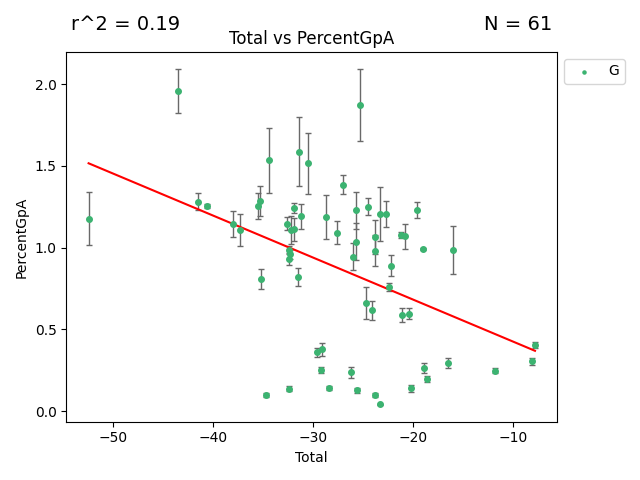 r^2 = 0.19
N = 61
Total vs PercentGpA
G
2.0
1.5
1.0
0.5
0.0
PercentGpA
−50
−40
−30
−20
−10
Total